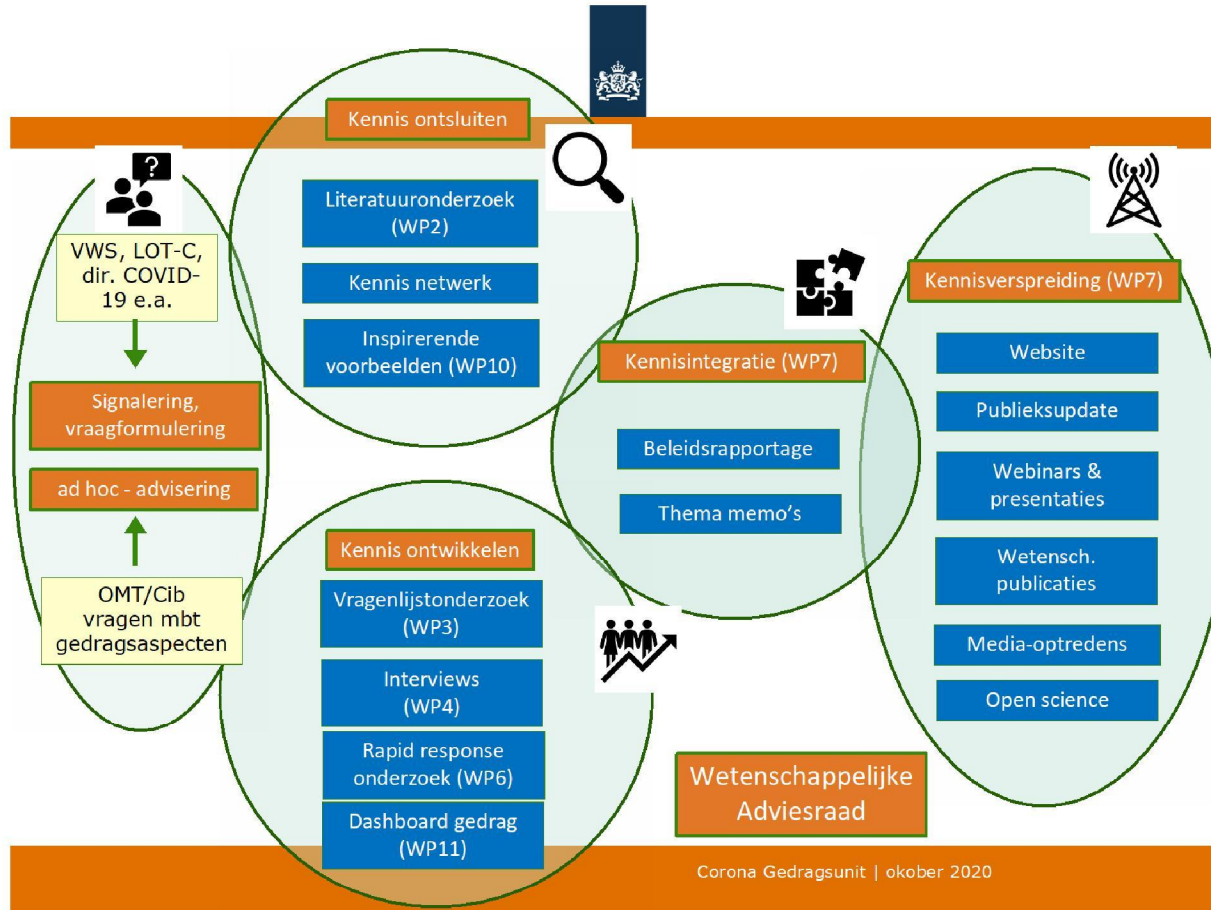 ?
VWS, LOT-C,
dir. COVID-
19 e.a.
Signalering,
vraagformulering
ad hoc - advisering
OMT/Cib
vragen mbt
gedragsaspecten
Kennis ontsluiten
Literatuuronderzoek
(WP2)
Kennis netwerk
Inspirerende
voorbeelden (WP10)
Kennis ontwikkelen
Vragenlijstonderzoek
(WP3)
Interviews
(WP4)
Rapid response
onderzoek (WP6)
Dashboard gedrag
(WP11)
Kennisintegratie (WP7)
Beleidsrapportage
Thema memo's
Kennisverspreiding (WP7)
Website
Publieksupdate
Webinars &
presentaties
Wetensch.
publicaties
Media-optredens
Open science
Wetenschappelijke
Adviesraad
Corona Gedragsunit | okober 2020